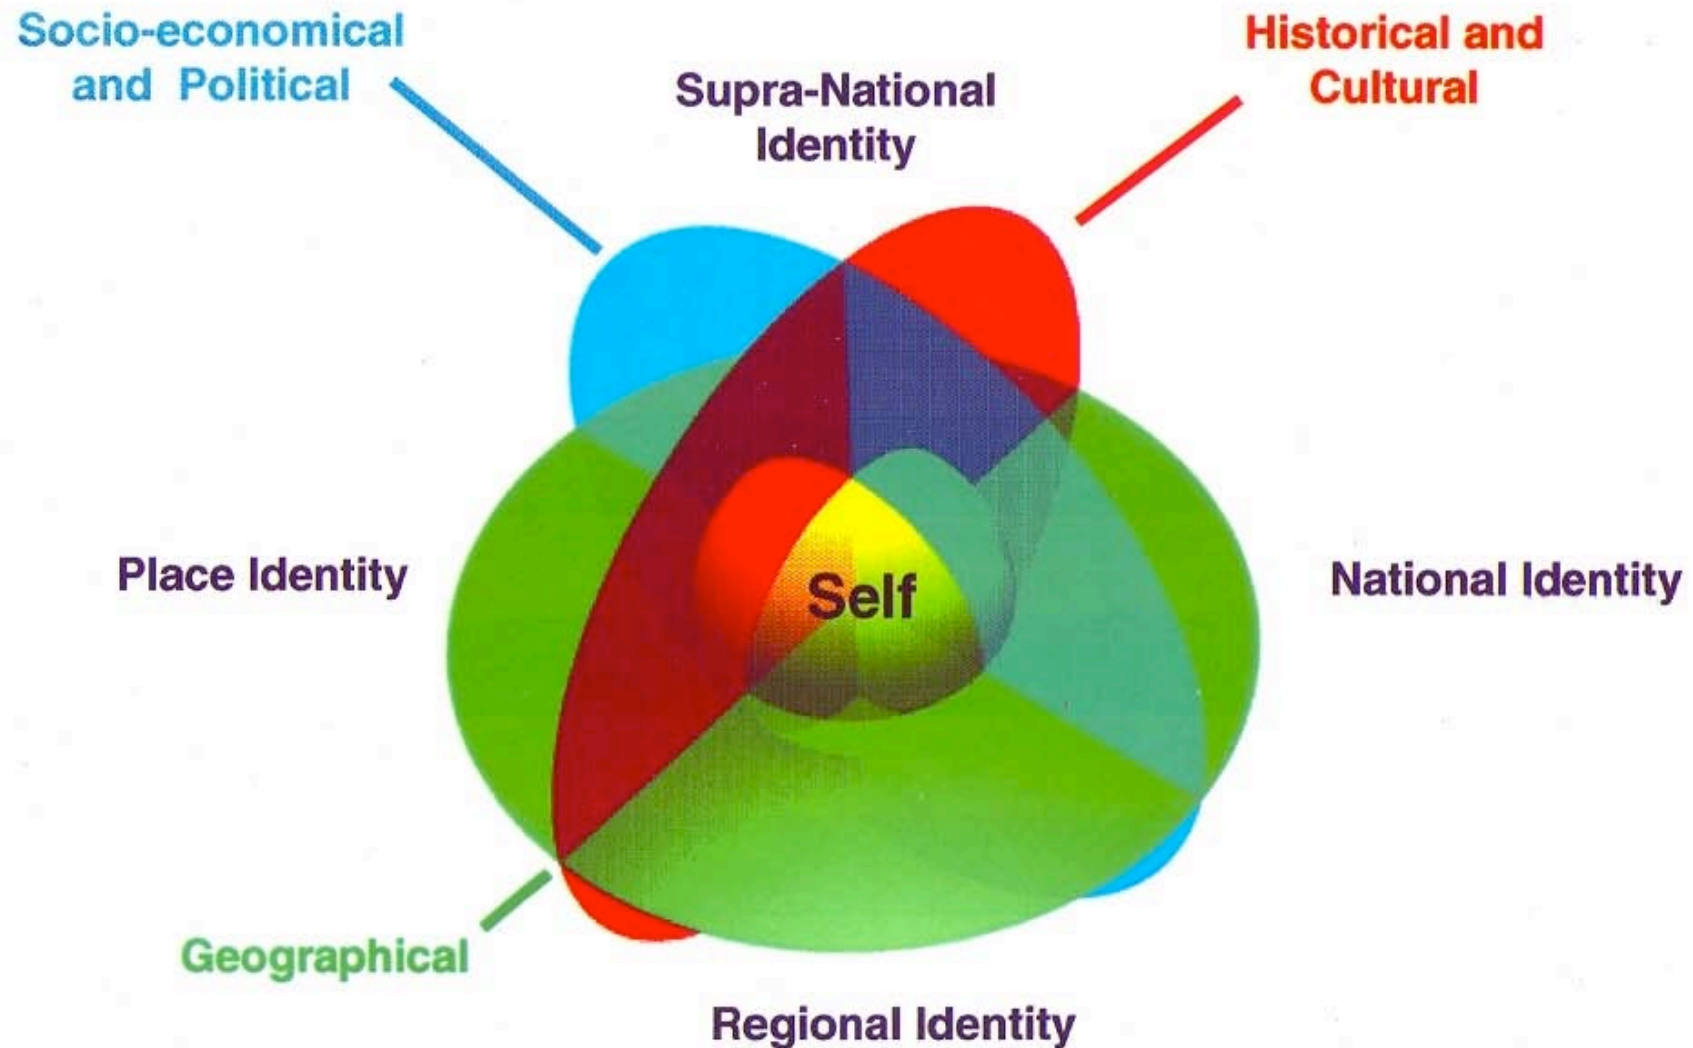 Socio-economical
and Political
Historical and
Cultural
Supra-National
Identity
Place Identity
Self
National Identity
Geographical
Regional Identity